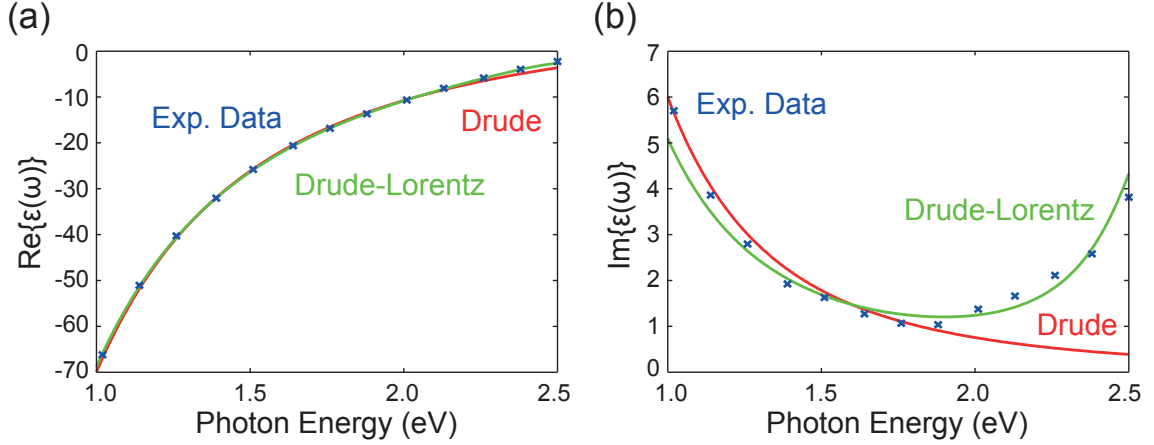 (a)
0
-10
-20
-30
-40
-50
-60
-70
Re{ε(ω)}
Exp. Data
Drude
Drude-Lorentz
1.0 1.5 2.0 2.5
Photon Energy (eV)
(b)
7
6
5
4
3
2
1
0
Im{ε(ω)}
Exp. Data
Drude-Lorentz
Drude
1.0 1.5 2.0 2.5
Photon Energy (eV)